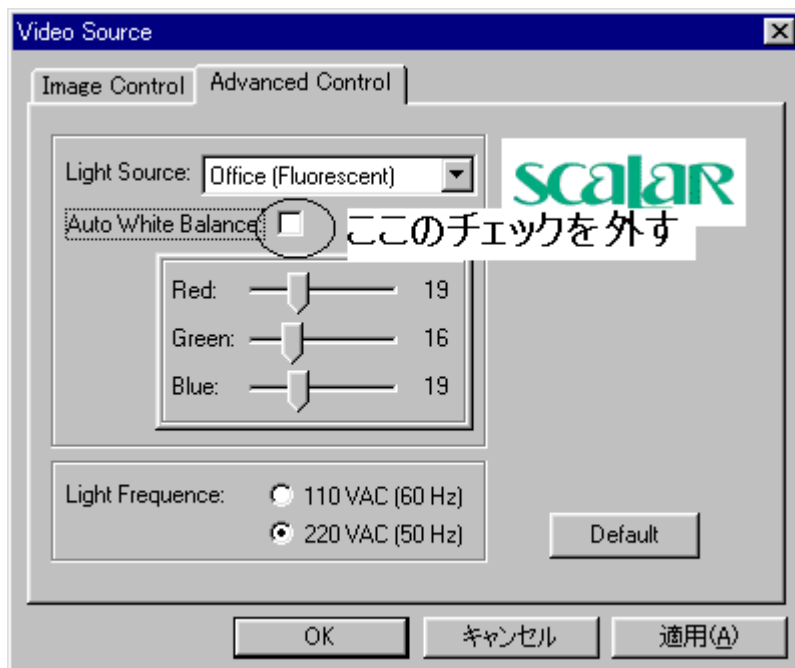 Video Source
Image Control Advanced Control
Light Source: Office (Fluorescent)
scalar
Auto White Balance:
ここのチェックを外す
Red: 19
Green: 16
Blue: 19
Light Frequence: 110 VAC (60 Hz)
220 VAC (50 Hz)
Default
OK キャンセル 適用(A)